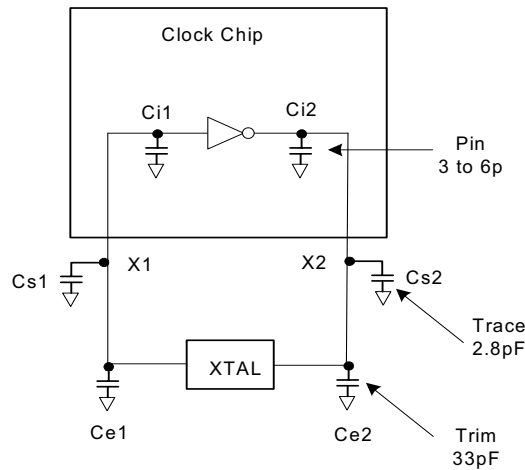 Clock Chip
Ci1
Ci2
Pin
3 to 6p
X1
X2
Cs1
Cs2
Trace
2.8pF
XTAL
Ce1
Ce2
Trim
33pF